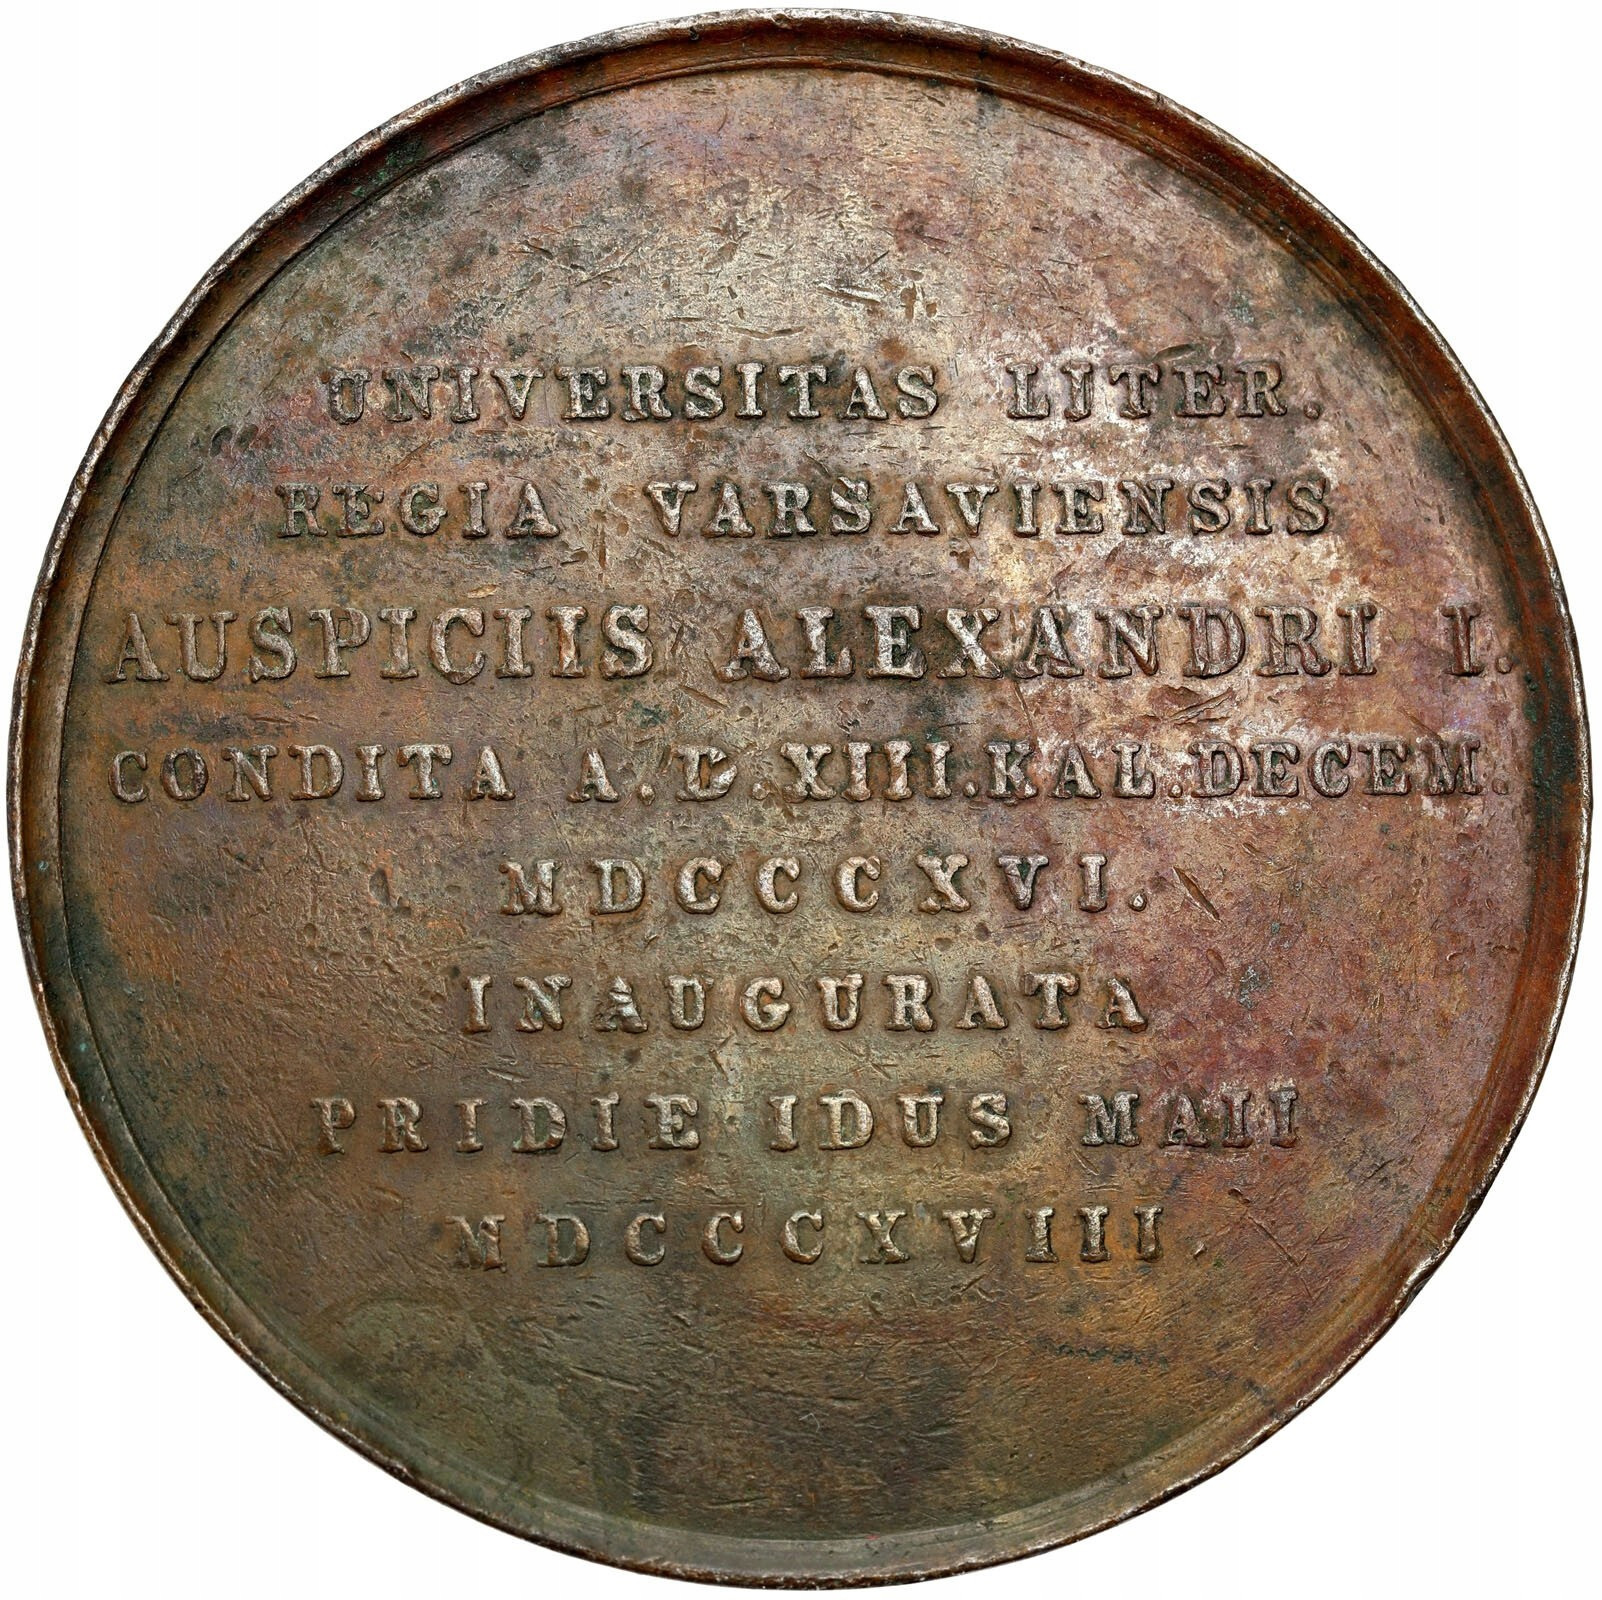 UNIVERSITAS LITER.
REGIA VARSAVIENSIS
AUSPICIIS ALEXANDRI I.
CONDITA A.D.XIII.KAL.DECEM.
MDCCCXVI.
INAUGURATA
PRIDIE IDUS MAII
MDCCCXVIII.